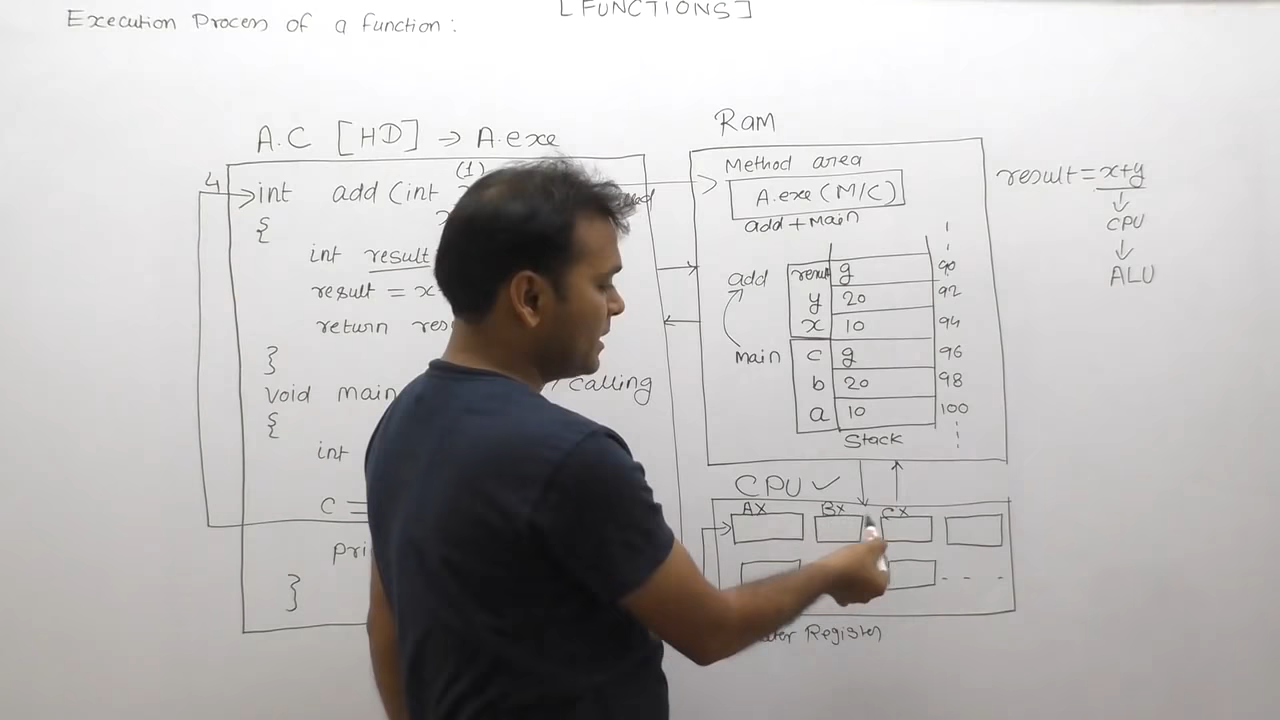 [FUNCTIONS]
Execution Process of a function:
A.C [HD] → A.exe
(1)
4
int add (int
{
int result
result = x
return res
}
void main
calling
{
int
c =
pri
}
Ram
Method area
A.exe (M/C)
add + main
add
main
result g 90
y 20 92
x 10 94
c g 96
b 20 98
a 10 100
Stack
CPU ✓
AX BX CX
- - -
Register
result = x+y
↓
CPU
↓
ALU